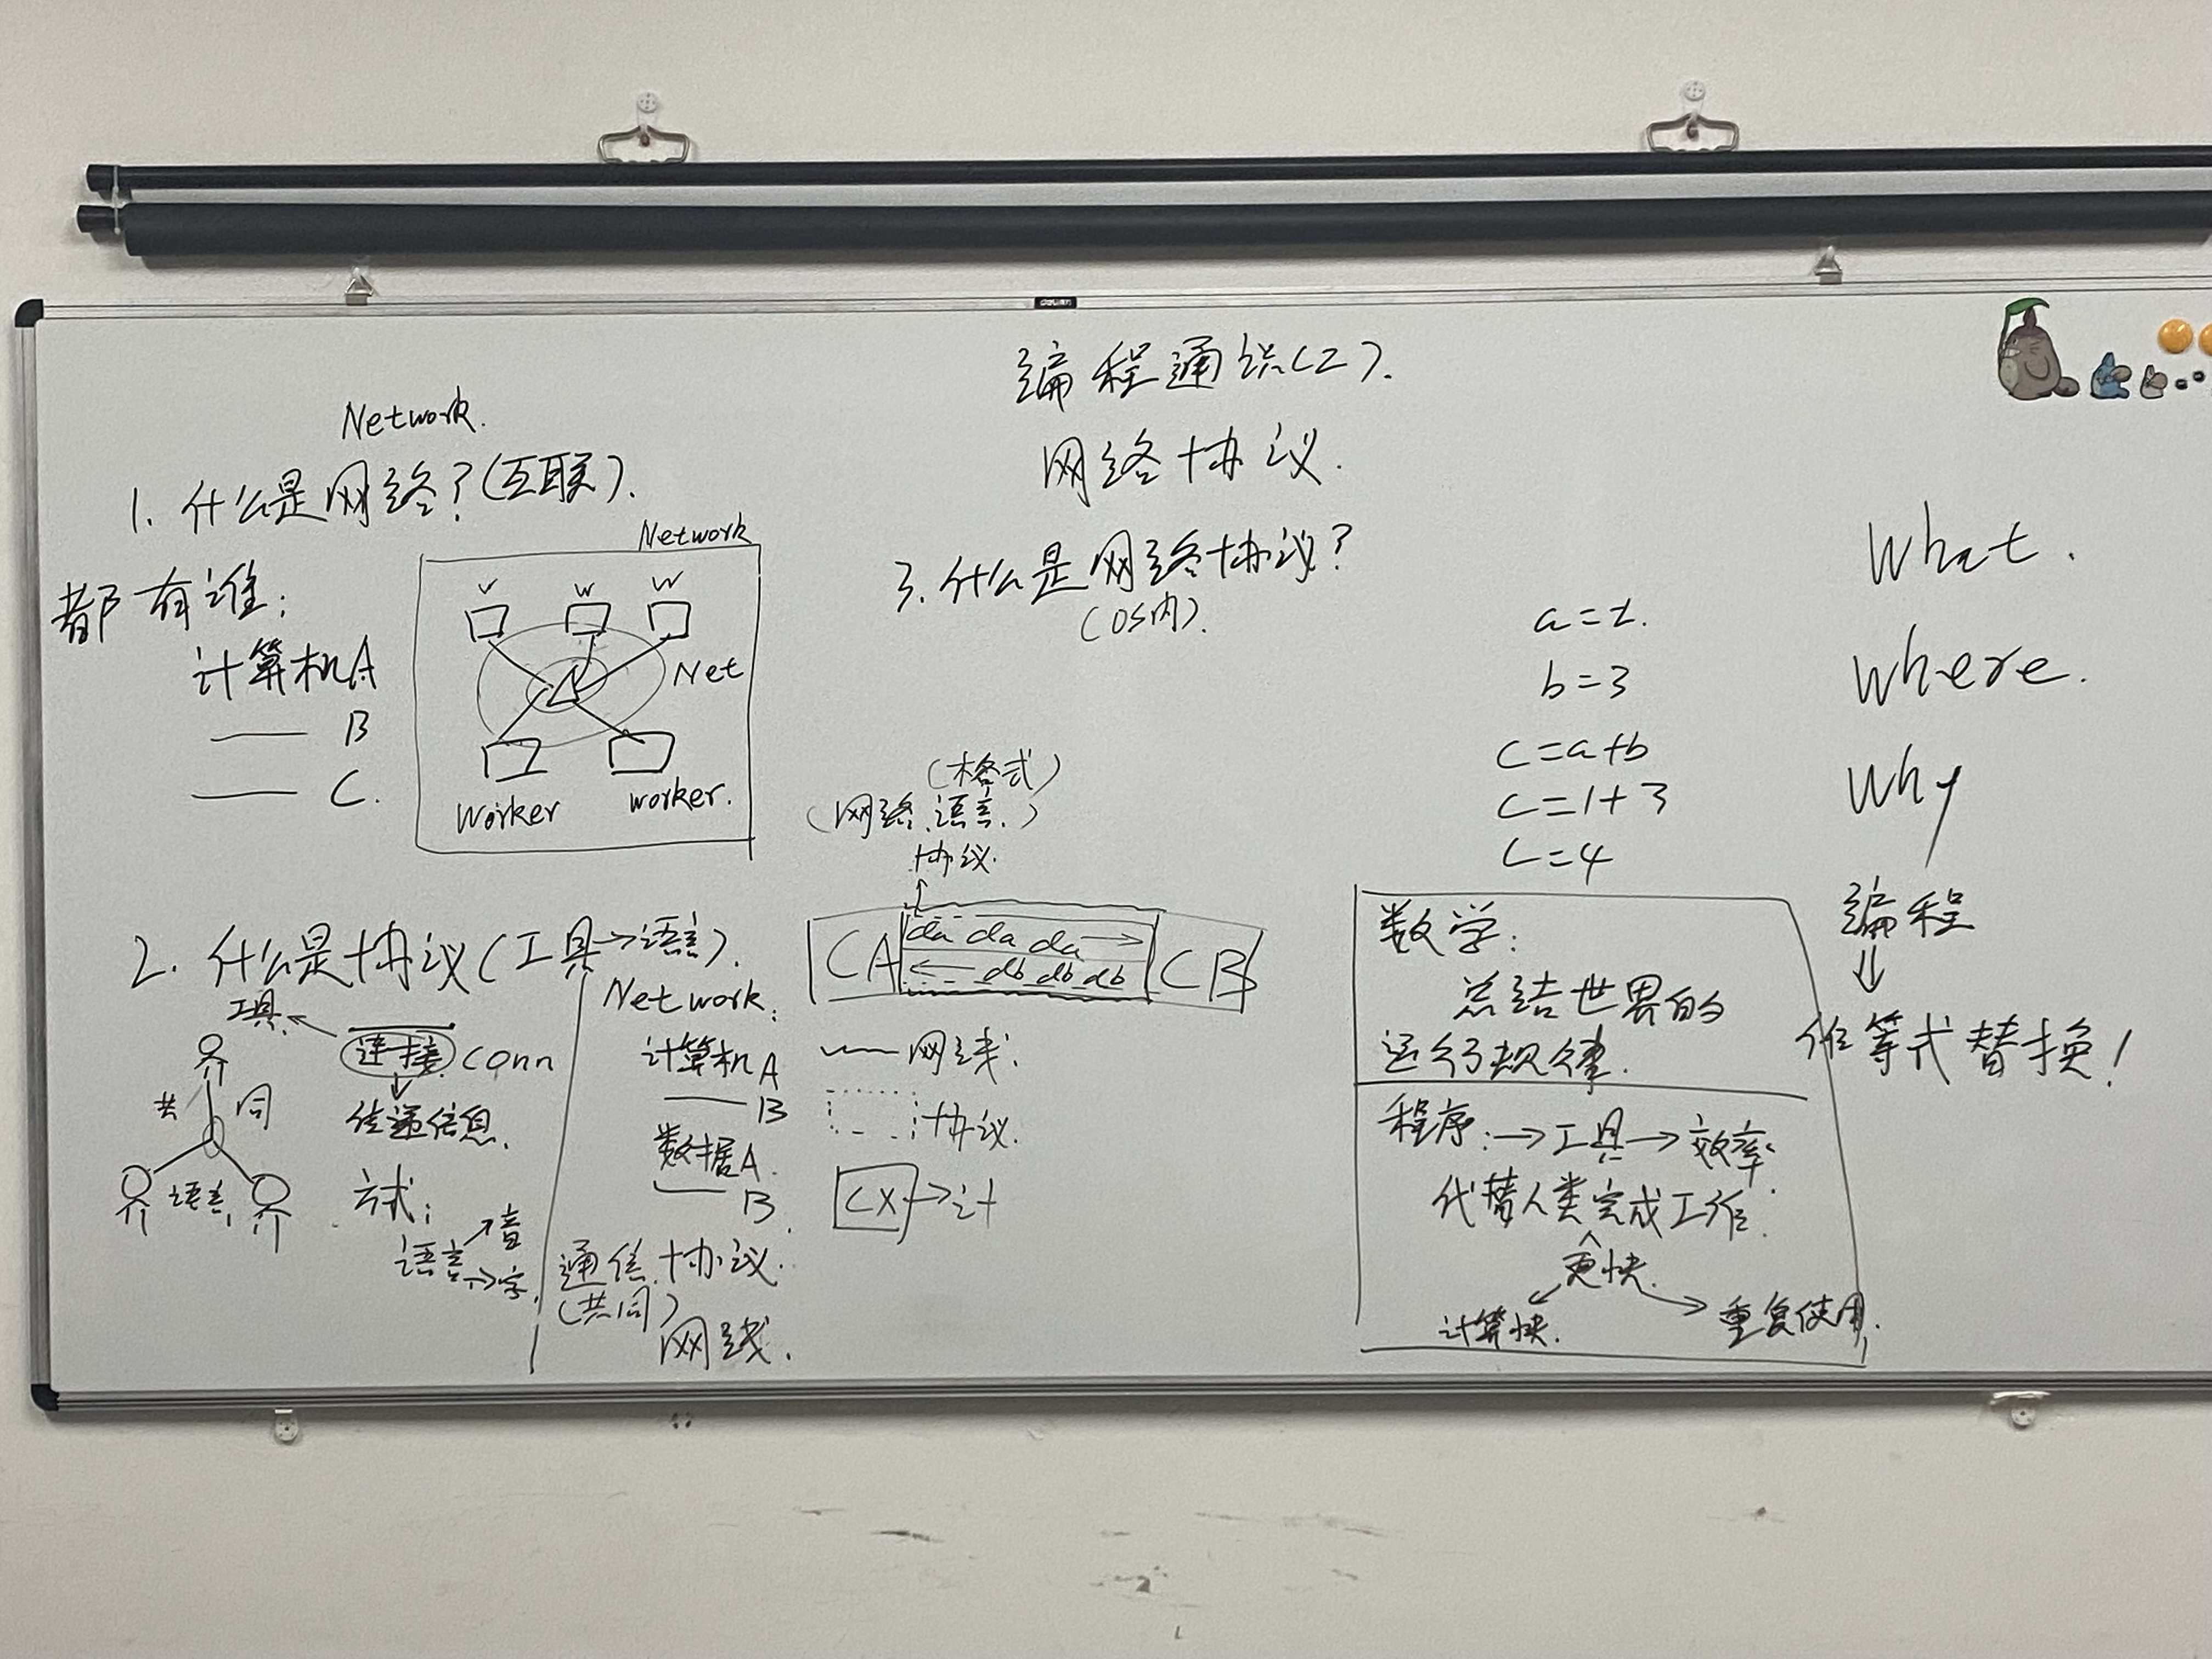 编程通识(2).
网络协议.
Network.
1. 什么是网络?(互联).
都有谁:
计算机A
—— B
—— C.
Network
V W W
Net
Worker worker.
2. 什么是协议(工具→语言).
工具
连接 conn
传递信息.
共 同
语言,
方式:
语言 →音
→字.
Network:
计算机A
—— B
数据A.
—— B.
通信协议.
(共同)
网线.
3. 什么是网络协议?
(OS内).
(格式)
(网络.语言.)
协议.
CA da da da CB
db db db
网线.
协议.
CX → 计
a=1.
b=3
c=a+b
c=1+3
c=4
数学:
总结世界的
运行规律.
程序: → 工具 → 效率.
代替人类完成工作.
更快.
计算快.
重复使用.
What.
Where.
Why
编程
等式替换!